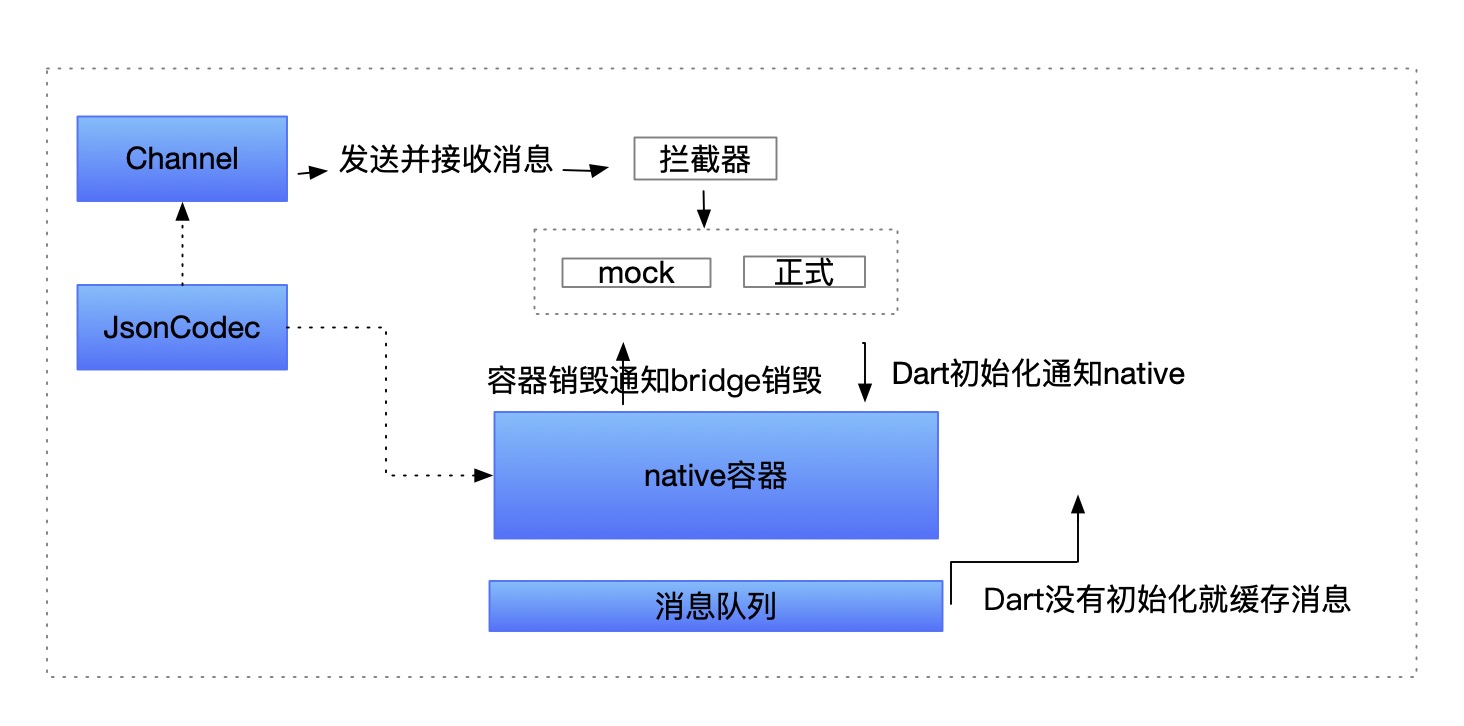 Channel
发送并接收消息
拦截器
mock
正式
JsonCodec
容器销毁通知bridge销毁
Dart初始化通知native
native容器
消息队列
Dart没有初始化就缓存消息